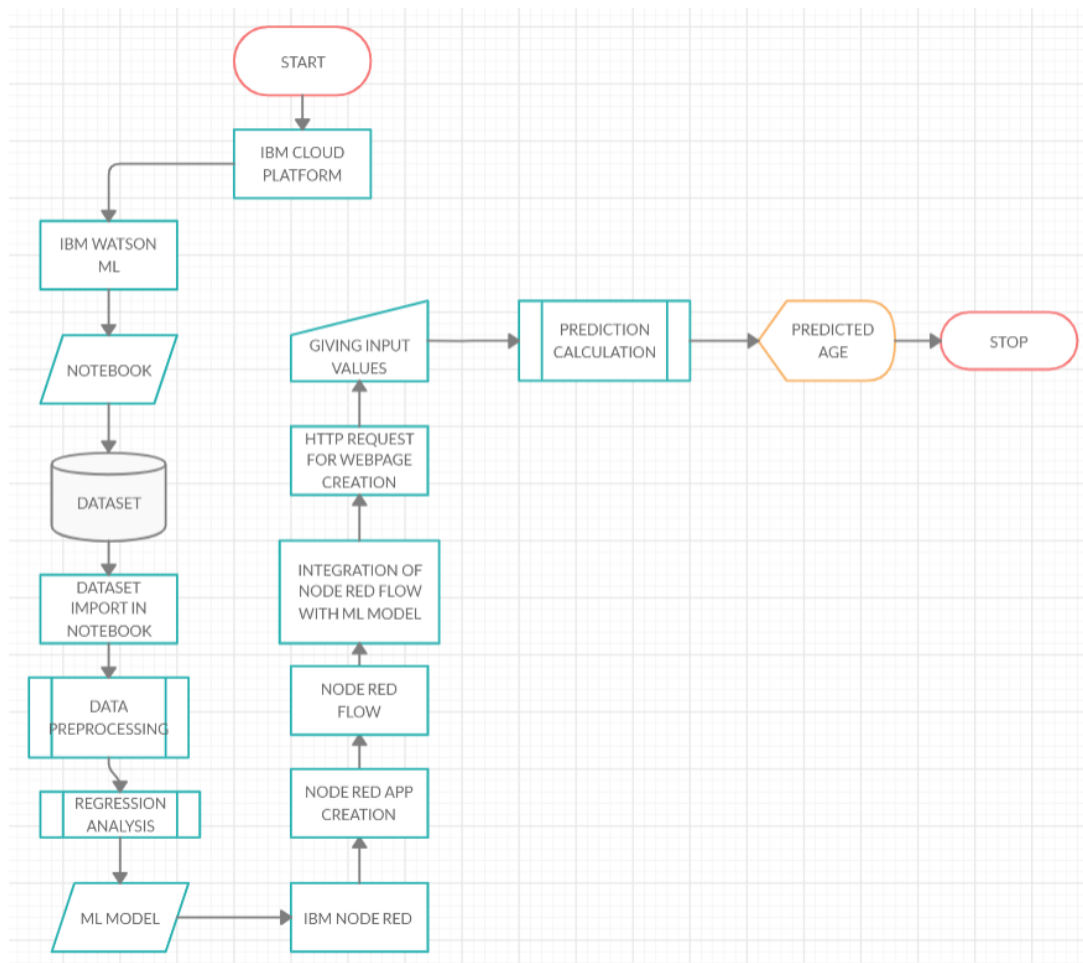 START
IBM CLOUD
PLATFORM
IBM WATSON
ML
NOTEBOOK
DATASET
DATASET
IMPORT IN
NOTEBOOK
DATA
PREPROCESSING
REGRESSION
ANALYSIS
ML MODEL
IBM NODE RED
NODE RED APP
CREATION
NODE RED
FLOW
INTEGRATION OF
NODE RED FLOW
WITH ML MODEL
HTTP REQUEST
FOR WEBPAGE
CREATION
GIVING INPUT
VALUES
PREDICTION
CALCULATION
PREDICTED
AGE
STOP